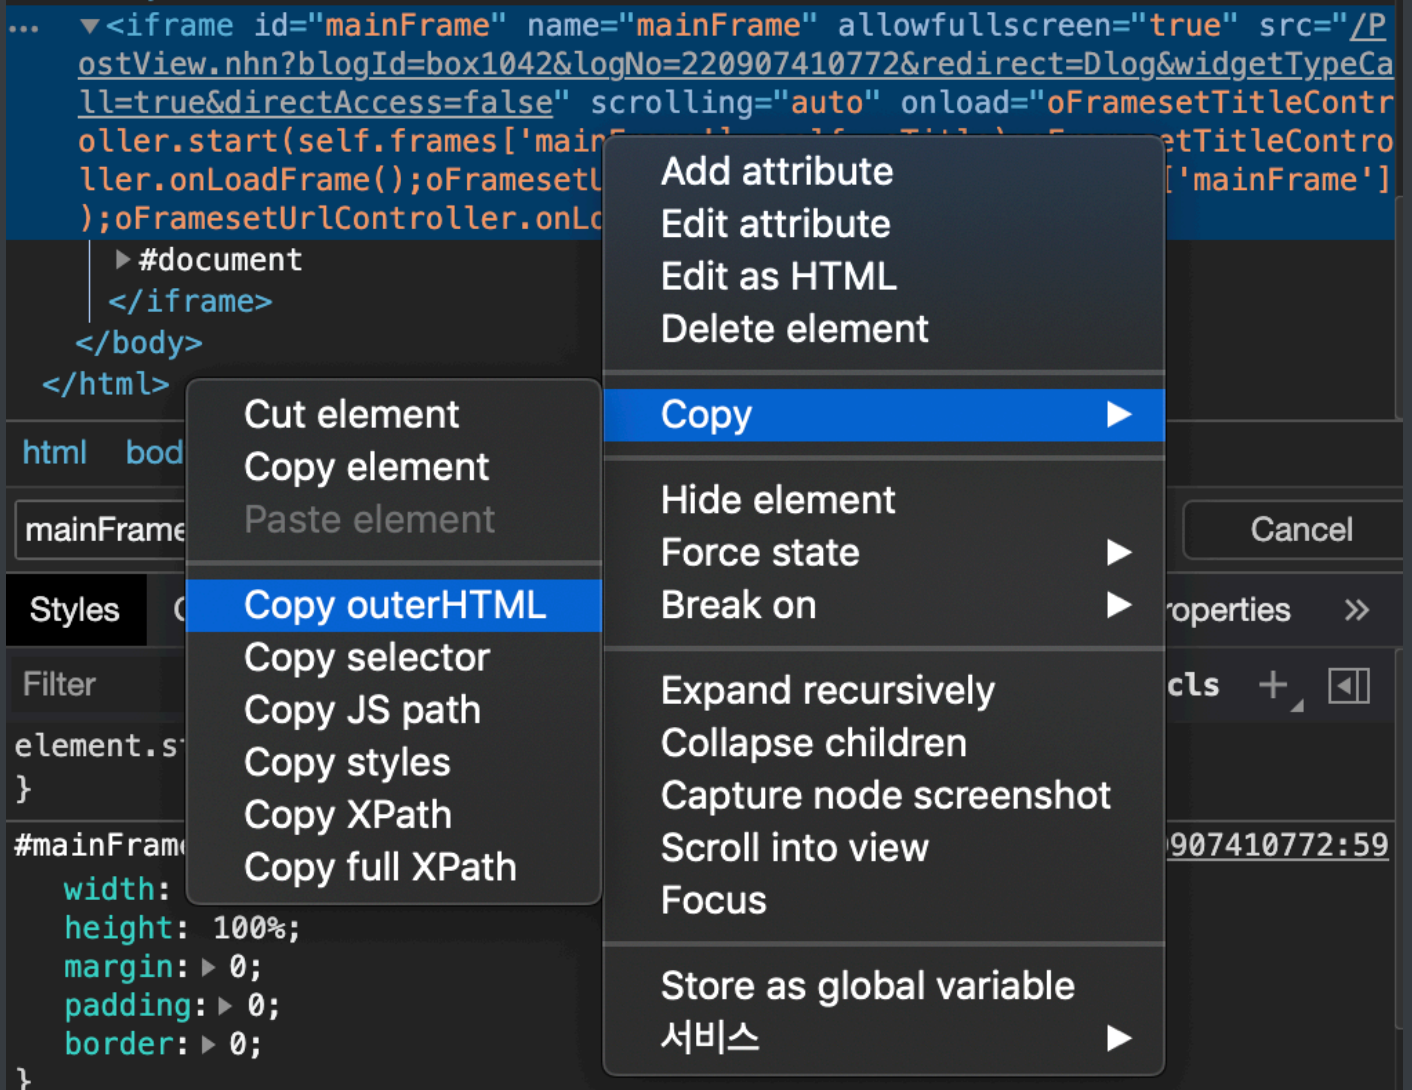 <iframe id="mainFrame" name="mainFrame" allowfullscreen="true" src="/P
ostView.nhn?blogId=box1042&logNo=220907410772&redirect=Dlog&widgetTypeCa
ll=true&directAccess=false" scrolling="auto" onload="oFramesetTitleContr
oller.start(self.frames['main etTitleContro
ller.onLoadFrame();oFramesetU ['mainFrame']
);oFramesetUrlController.onLo
#document
</iframe>
</body>
</html>
html bod
mainFrame
Cancel
Styles
roperties
Filter
cls
element.st
}
#mainFrame
9907410772:59
width:
height: 100%;
margin: 0;
padding: 0;
border: 0;
}
Add attribute
Edit attribute
Edit as HTML
Delete element
Copy
Hide element
Force state
Break on
Expand recursively
Collapse children
Capture node screenshot
Scroll into view
Focus
Store as global variable
서비스
Cut element
Copy element
Paste element
Copy outerHTML
Copy selector
Copy JS path
Copy styles
Copy XPath
Copy full XPath